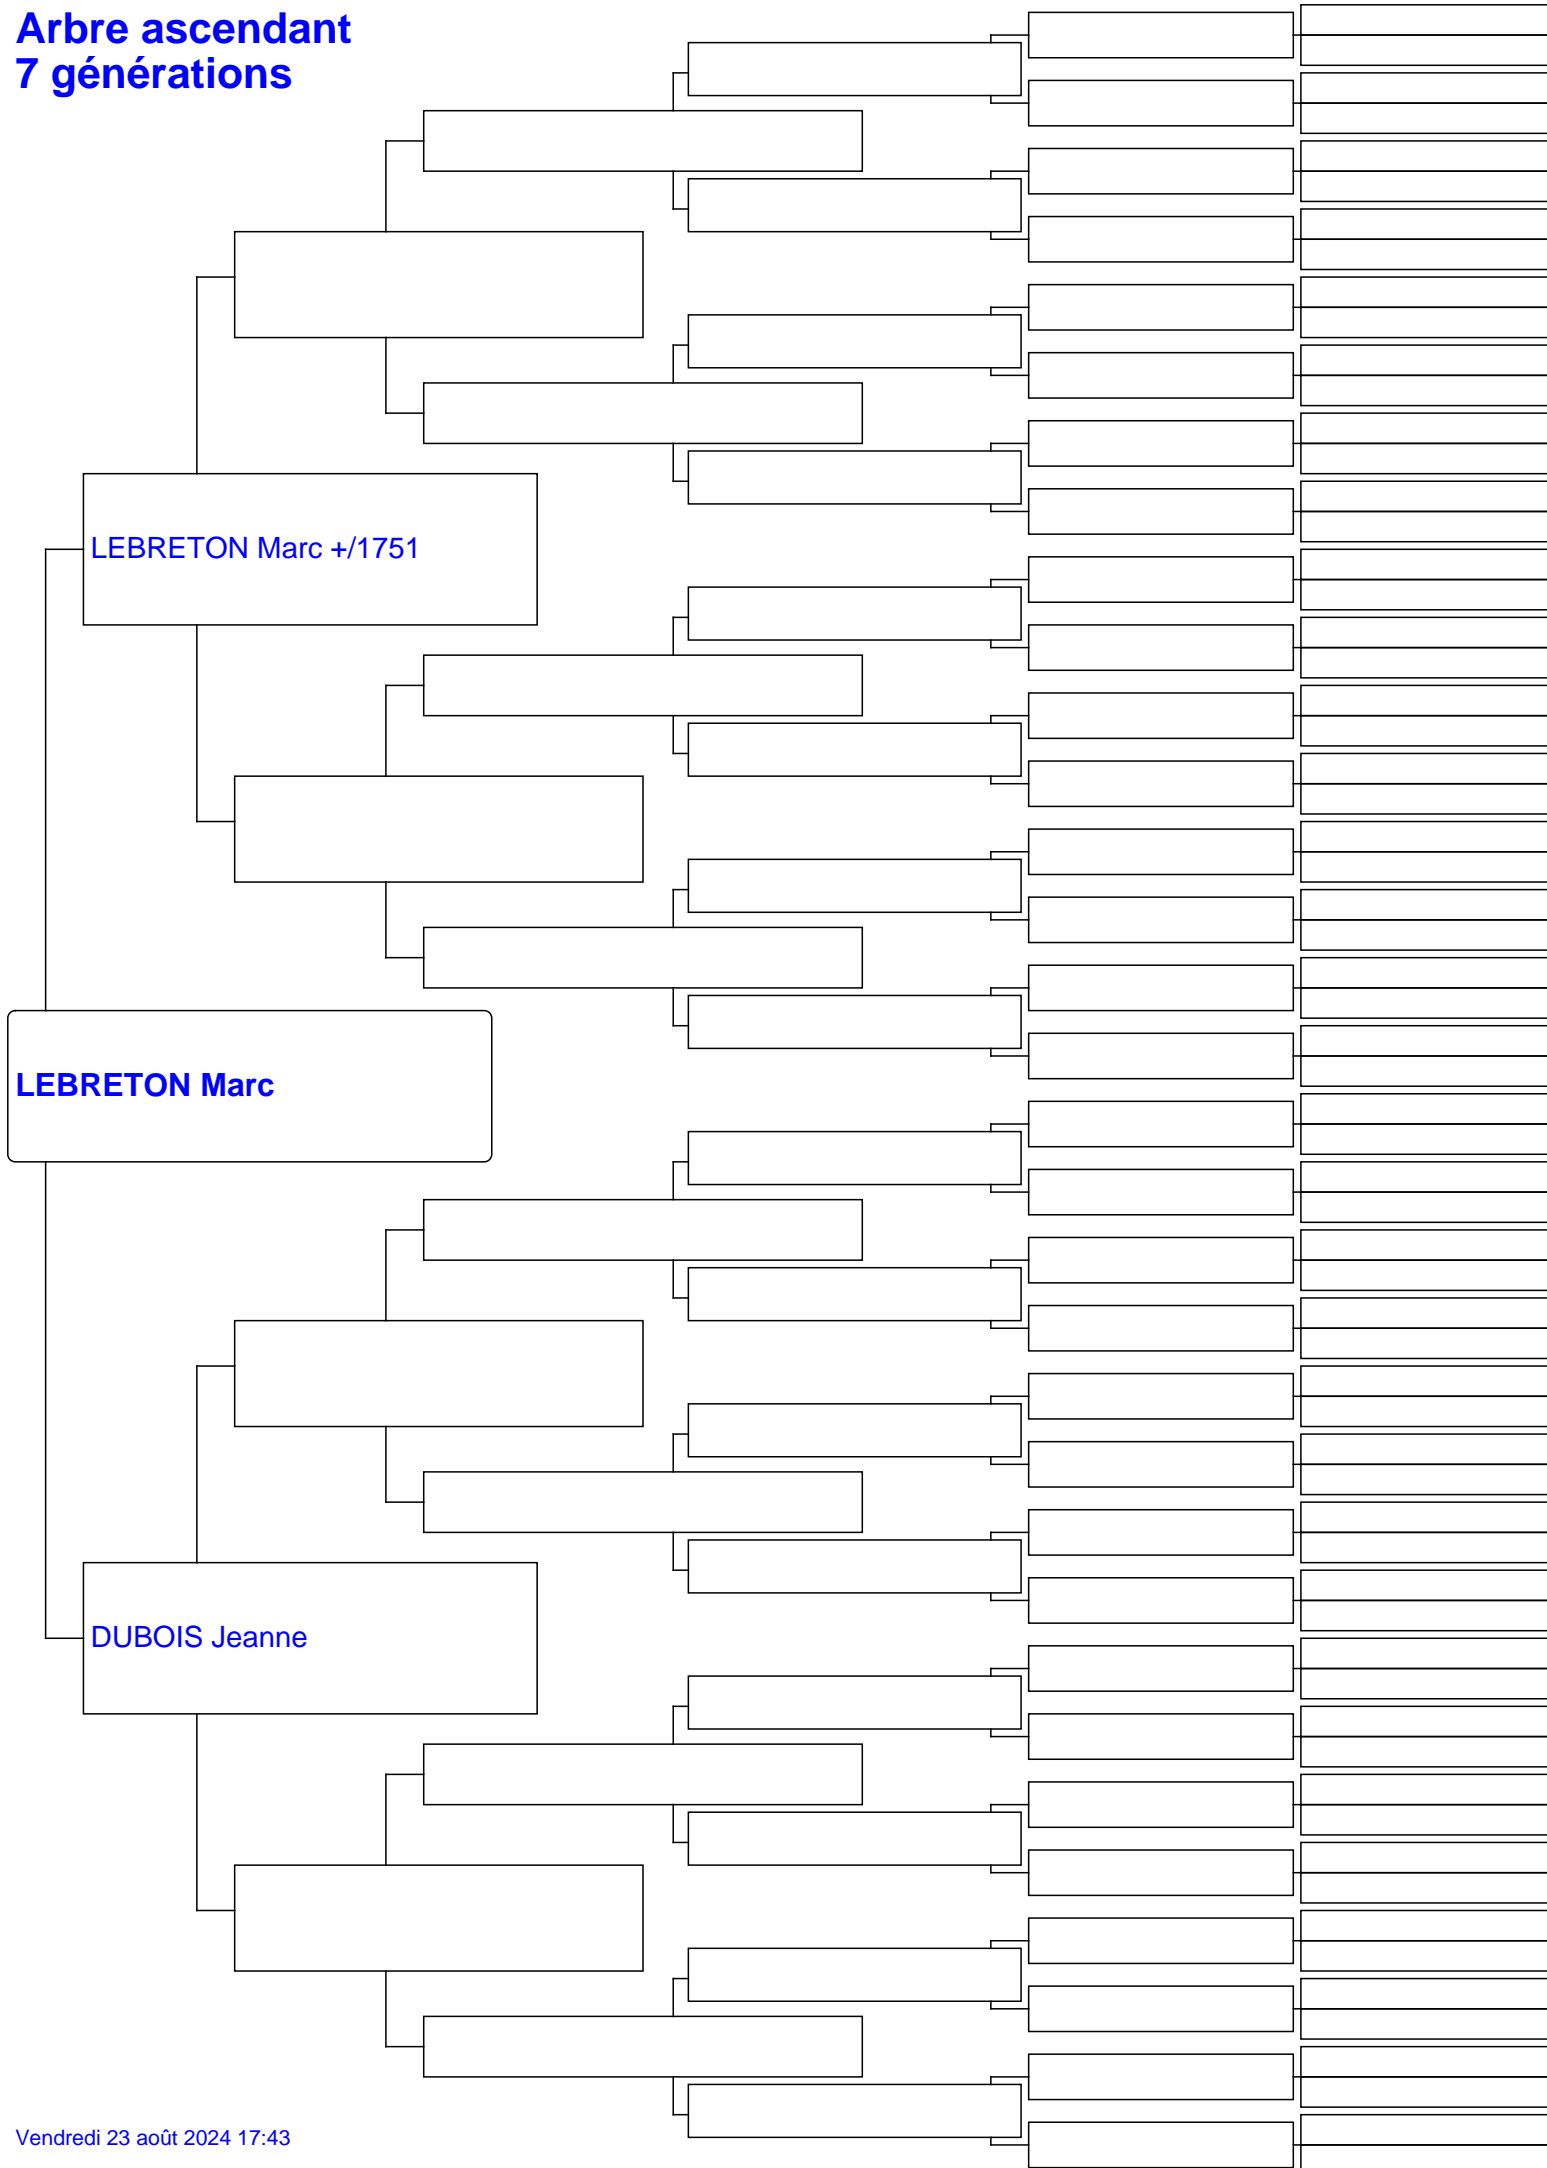 Arbre ascendant
7 générations
LEBRETON Marc +/1751
LEBRETON Marc
DUBOIS Jeanne
Vendredi 23 août 2024 17:43